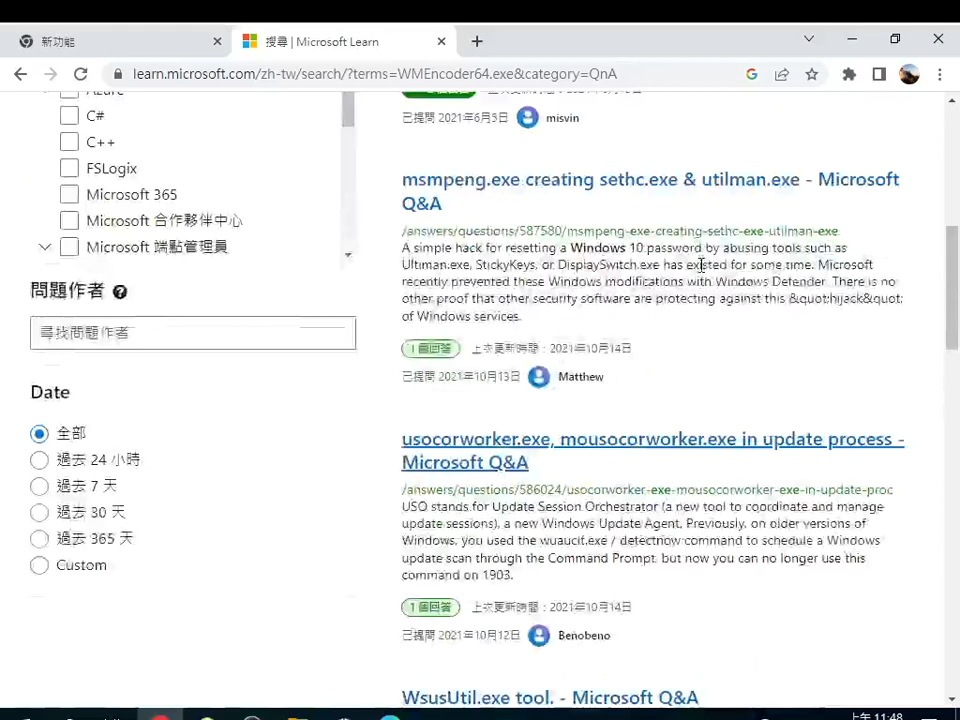 新功能
搜尋 | Microsoft Learn
learn.microsoft.com/zh-tw/search/?terms=WMEncoder64.exe&category=QnA
Azure
C#
C++
FSLogix
Microsoft 365
Microsoft 合作夥伴中心
Microsoft 端點管理員
問題作者
尋找問題作者
Date
全部
過去 24 小時
過去 7 天
過去 30 天
過去 365 天
Custom
已提問 2021年6月5日 misvin
msmpeng.exe creating sethc.exe & utilman.exe - Microsoft
Q&A
/answers/questions/587580/msmpeng-exe-creating-sethc-exe-utilman-exe
A simple hack for resetting a Windows 10 password by abusing tools such as
Ultiman.exe, StickyKeys, or DisplaySwitch.exe has existed for some time. Microsoft
recently prevented these Windows modifications with Windows Defender. There is no
other proof that other security software are protecting against this &quot;hijack&quot;
of Windows services.
1 個回答 上次更新時間：2021年10月14日
已提問 2021年10月13日 Matthew
usocorworker.exe, mousocorworker.exe in update process -
Microsoft Q&A
/answers/questions/586024/usocorworker-exe-mousocorworker-exe-in-update-proc
USO stands for Update Session Orchestrator (a new tool to coordinate and manage
update sessions), a new Windows Update Agent. Previously, on older versions of
Windows, you used the wuauclt.exe / detectnow command to schedule a Windows
update scan through the Command Prompt, but now you can no longer use this
command on 1903.
1 個回答 上次更新時間：2021年10月14日
已提問 2021年10月12日 Benobeno
WsusUtil.exe tool. - Microsoft Q&A
上午 11:48